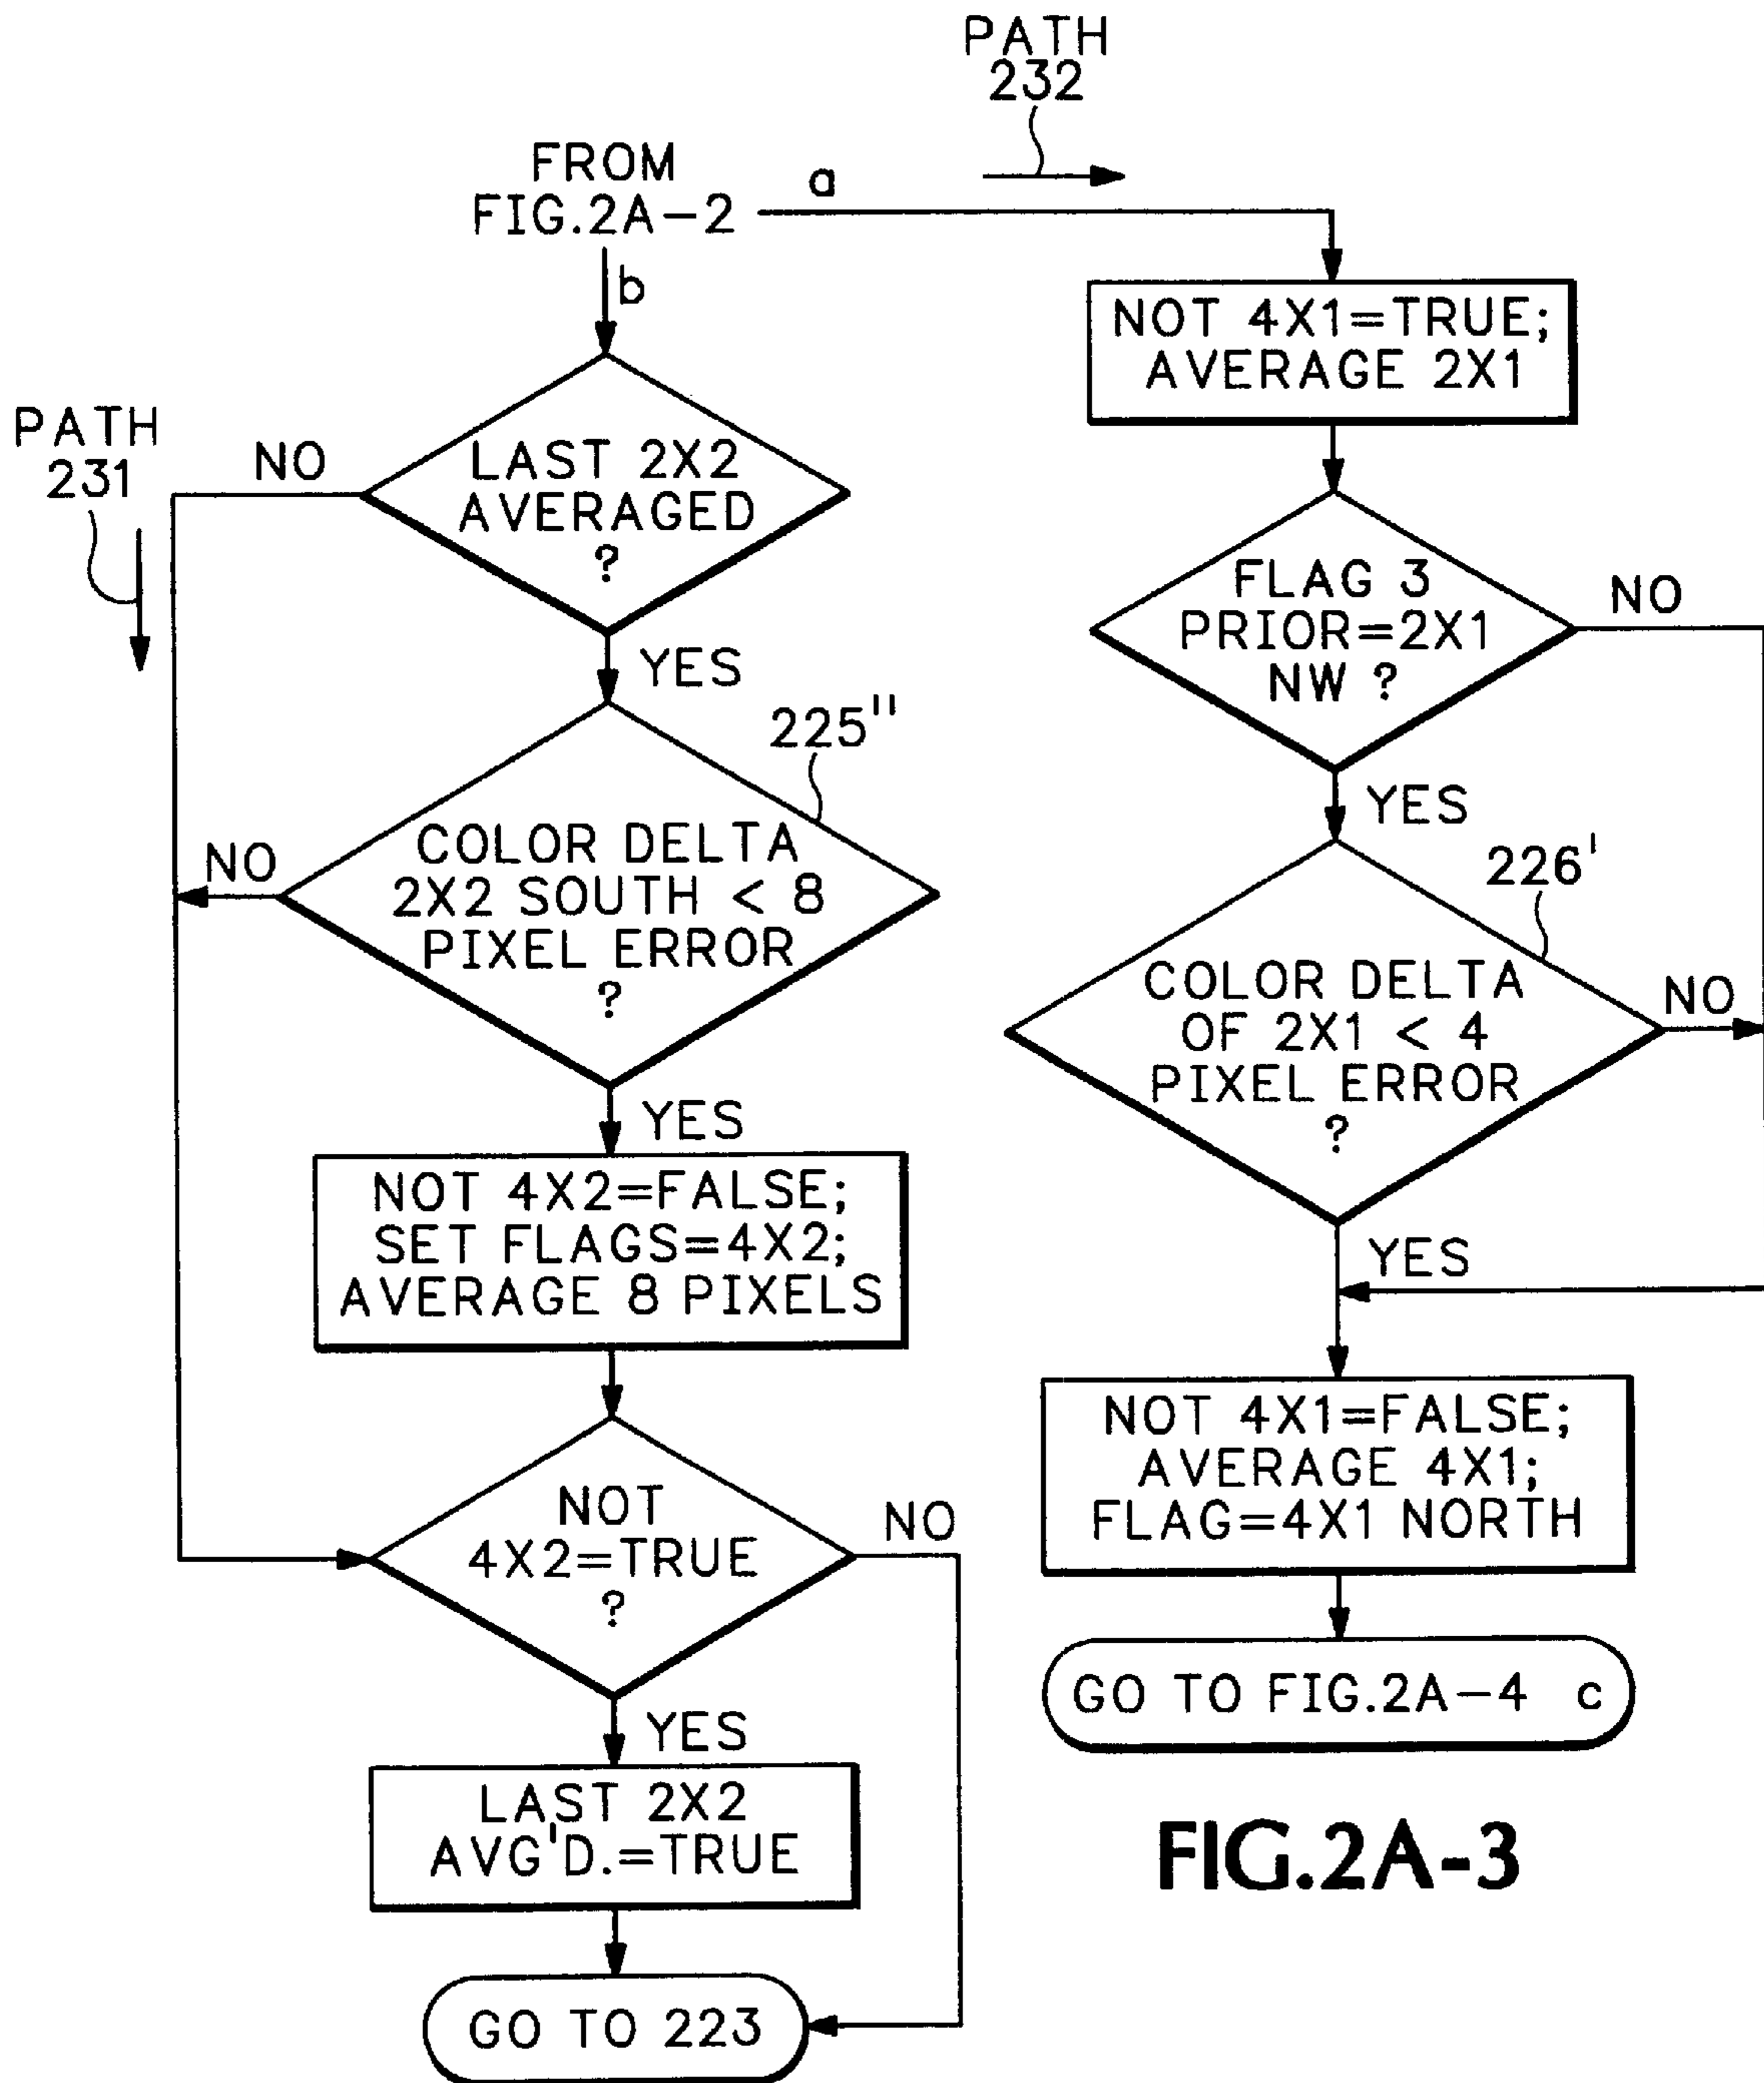 PATH
232
FROM
FIG.2A-2
a
b
PATH
231
LAST 2X2
AVERAGED
?
NO
YES
225''
COLOR DELTA
2X2 SOUTH < 8
PIXEL ERROR
?
NO
YES
NOT 4X2=FALSE;
SET FLAGS=4X2;
AVERAGE 8 PIXELS
NOT
4X2=TRUE
?
NO
YES
LAST 2X2
AVG'D.=TRUE
GO TO 223
NOT 4X1=TRUE;
AVERAGE 2X1
FLAG 3
PRIOR=2X1
NW ?
NO
YES
226'
COLOR DELTA
OF 2X1 < 4
PIXEL ERROR
?
NO
YES
NOT 4X1=FALSE;
AVERAGE 4X1;
FLAG=4X1 NORTH
GO TO FIG.2A-4 c
FIG.2A-3